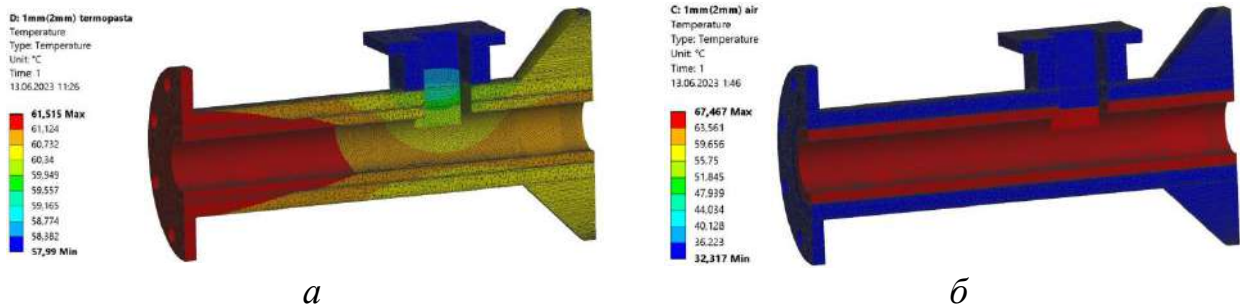 D: 1mm(2mm) termopasta
Temperature
Type: Temperature
Unit: °C
Time: 1
13.06.2023 11:26
61,515 Max
61,124
60,732
60,34
59,949
59,557
59,165
58,774
58,382
57,99 Min
а
C: 1mm(2mm) air
Temperature
Type: Temperature
Unit: °C
Time: 1
13.06.2023 1:46
67,467 Max
63,561
59,656
55,75
51,845
47,939
44,034
40,128
36,223
32,317 Min
б